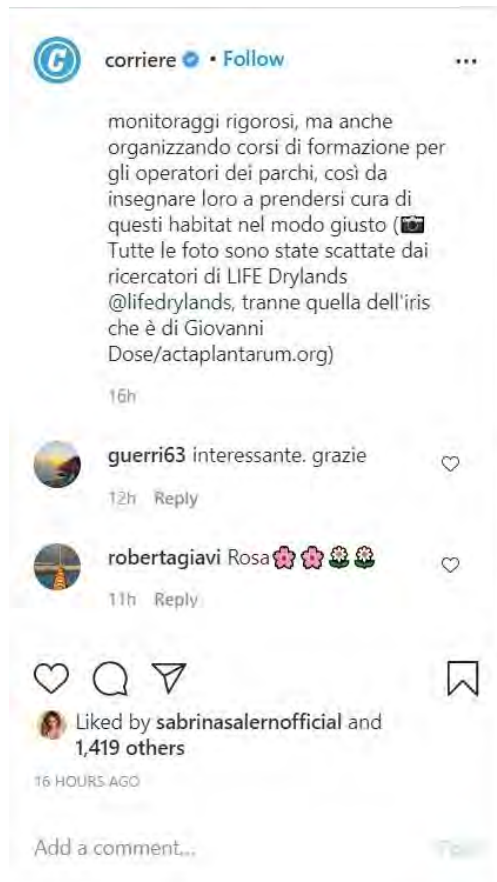 corriere • Follow
monitoraggi rigorosi, ma anche
organizzando corsi di formazione per
gli operatori dei parchi, così da
insegnare loro a prendersi cura di
questi habitat nel modo giusto (📷
Tutte le foto sono state scattate dai
ricercatori di LIFE Drylands
@lifedrylands, tranne quella dell'iris
che è di Giovanni
Dose/actaplantarum.org)
16h
guerri63 interessante. grazie
12h Reply
robertagiavi Rosa🌸🌸🌼🌼
11h Reply
Liked by sabrinasalernofficial and
1,419 others
16 HOURS AGO
Add a comment... Post